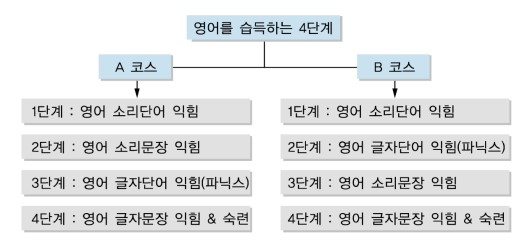 영어를 습득하는 4단계
A 코스
1단계 : 영어 소리단어 익힘
2단계 : 영어 소리문장 익힘
3단계 : 영어 글자단어 익힘(파닉스)
4단계 : 영어 글자문장 익힘 & 숙련
B 코스
1단계 : 영어 소리단어 익힘
2단계 : 영어 글자단어 익힘(파닉스)
3단계 : 영어 소리문장 익힘
4단계 : 영어 글자문장 익힘 & 숙련